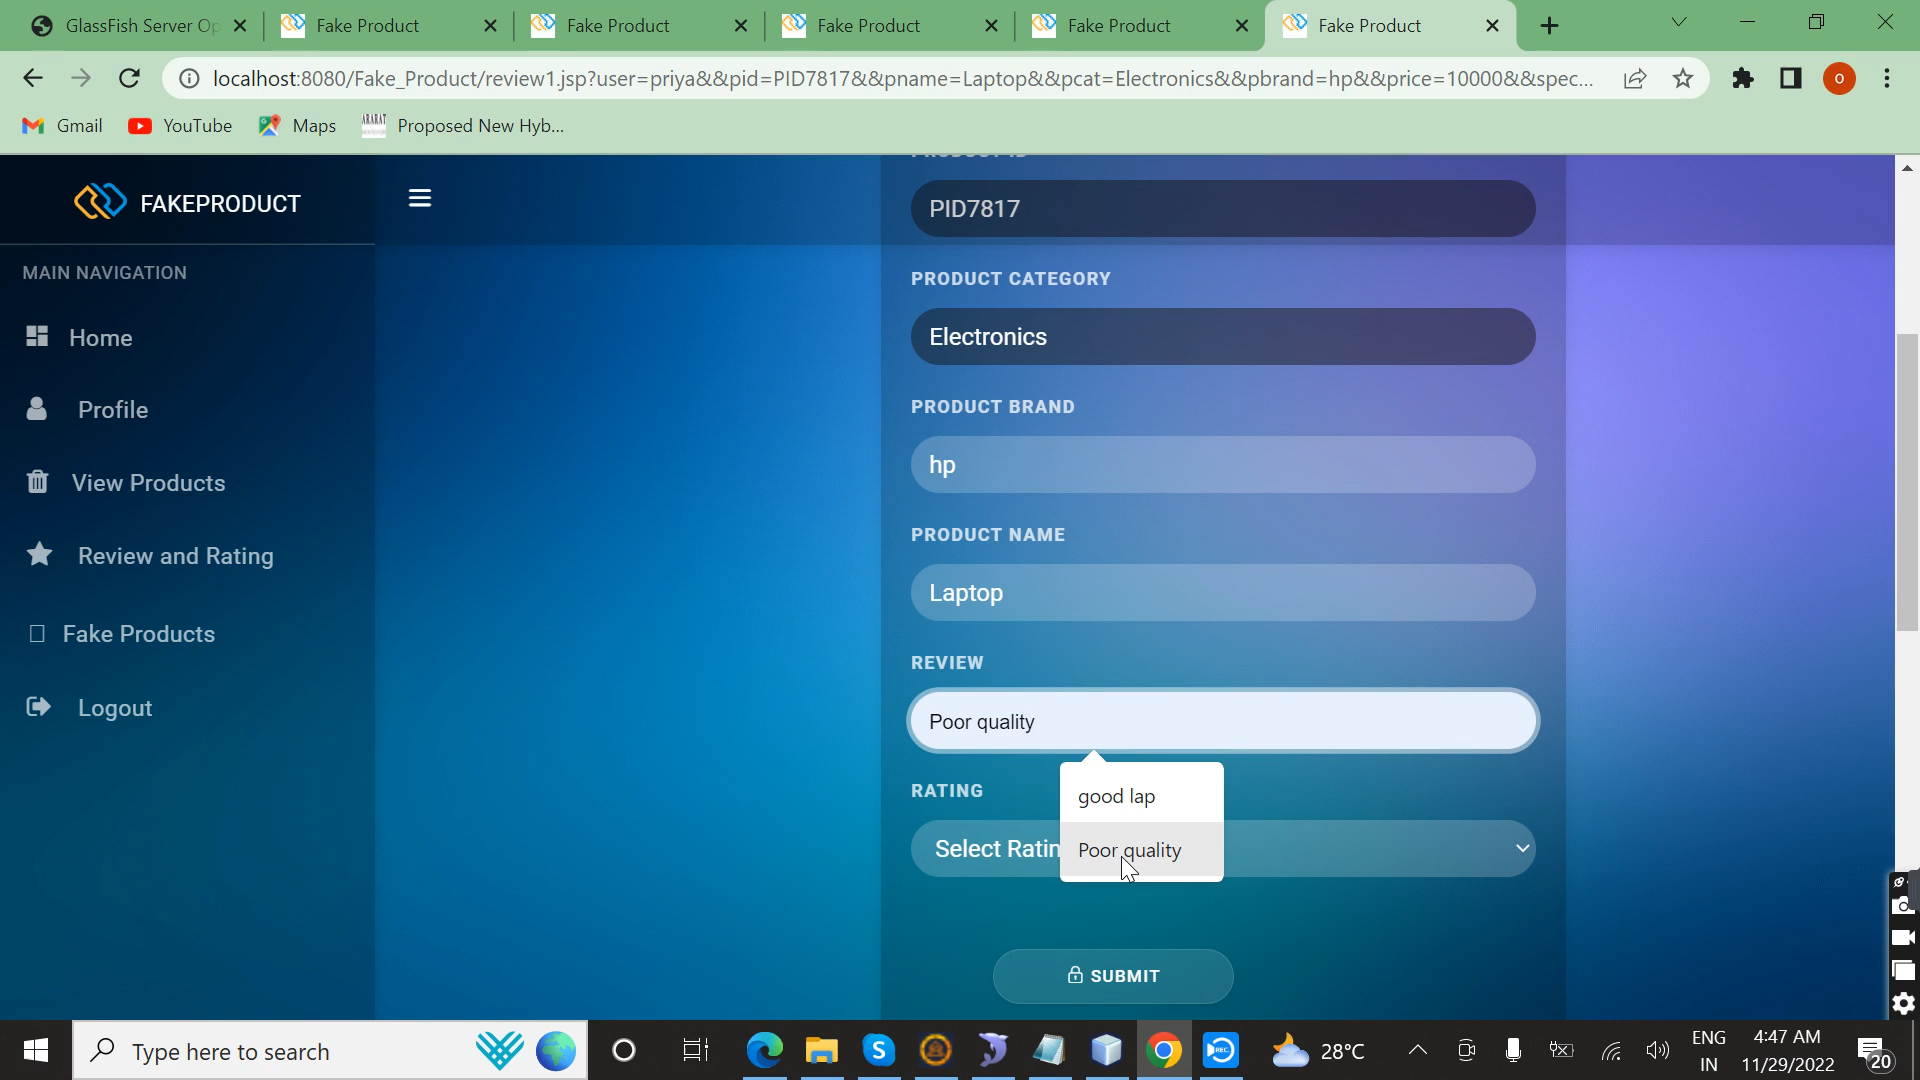 GlassFish Server Op
Fake Product
Fake Product
Fake Product
Fake Product
Fake Product
localhost:8080/Fake_Product/review1.jsp?user=priya&&pid=PID7817&&pname=Laptop&&pcat=Electronics&&pbrand=hp&&price=10000&&spec...
O
Gmail
YouTube
Maps
ARARAT
Proposed New Hyb...
FAKEPRODUCT
MAIN NAVIGATION
Home
Profile
View Products
Review and Rating
Fake Products
Logout
PID7817
PRODUCT CATEGORY
Electronics
PRODUCT BRAND
hp
PRODUCT NAME
Laptop
REVIEW
Poor quality
good lap
Poor quality
RATING
Select Ratin
SUBMIT
Type here to search
S
REC
28°C
ENG
IN
4:47 AM
11/29/2022
20